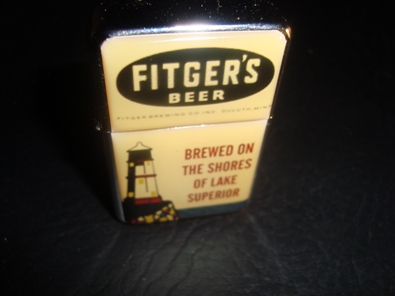 FITGER'S
BEER
FITGER BREWING CO. INC. DULUTH MINN
BREWED ON
THE SHORES
OF LAKE
SUPERIOR